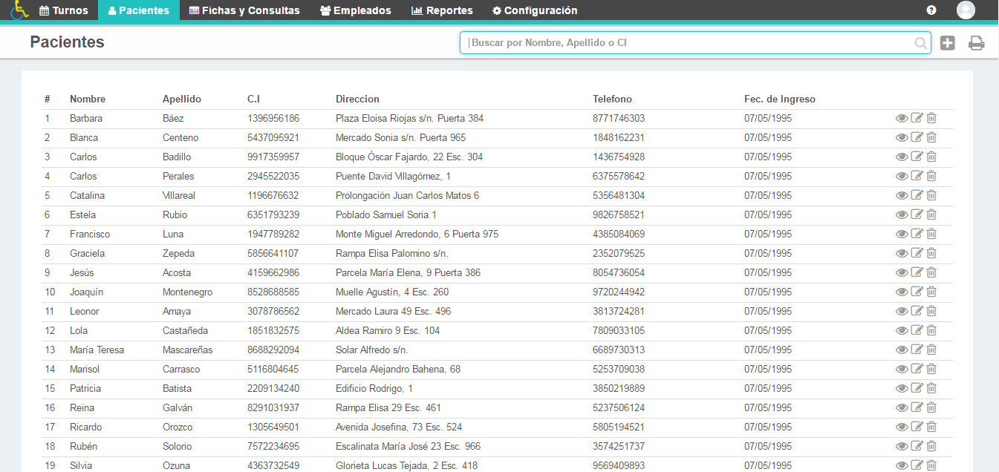 Turnos Pacientes Fichas y Consultas Empleados Reportes Configuración
Pacientes
Buscar por Nombre, Apellido o CI
# Nombre Apellido C.I Direccion Telefono Fec. de Ingreso
1 Barbara Báez 1396956186 Plaza Eloisa Riojas s/n. Puerta 384 8771746303 07/05/1995
2 Blanca Centeno 5437095921 Mercado Sonia s/n. Puerta 965 1848162231 07/05/1995
3 Carlos Badillo 9917359957 Bloque Óscar Fajardo, 22 Esc. 304 1436754928 07/05/1995
4 Carlos Perales 2945522035 Puente David Villagómez, 1 6375578642 07/05/1995
5 Catalina Villareal 1196676632 Prolongación Juan Carlos Matos 6 5356481304 07/05/1995
6 Estela Rubio 6351793239 Poblado Samuel Soria 1 9826758521 07/05/1995
7 Francisco Luna 1947789282 Monte Miguel Arredondo, 6 Puerta 975 4385084069 07/05/1995
8 Graciela Zepeda 5856641107 Rampa Elisa Palomino s/n. 2352079525 07/05/1995
9 Jesús Acosta 4159662986 Parcela María Elena, 9 Puerta 386 8054736054 07/05/1995
10 Joaquín Montenegro 8528688585 Muelle Agustín, 4 Esc. 260 9720244942 07/05/1995
11 Leonor Amaya 3078786562 Mercado Laura 49 Esc. 496 3813724281 07/05/1995
12 Lola Castañeda 1851832575 Aldea Ramiro 9 Esc. 104 7809033105 07/05/1995
13 María Teresa Mascareñas 8688292094 Solar Alfredo s/n. 6689730313 07/05/1995
14 Marisol Carrasco 5116804645 Parcela Alejandro Bahena, 68 5253709038 07/05/1995
15 Patricia Batista 2209134240 Edificio Rodrigo, 1 3850219889 07/05/1995
16 Reina Galván 8291031937 Rampa Elisa 29 Esc. 461 5237506124 07/05/1995
17 Ricardo Orozco 1305649501 Avenida Josefina, 73 Esc. 524 5805194521 07/05/1995
18 Rubén Solorio 7572234695 Escalinata María José 23 Esc. 966 3574251737 07/05/1995
19 Silvia Ozuna 4363732549 Glorieta Lucas Tejada, 2 Esc. 418 9569409893 07/05/1995